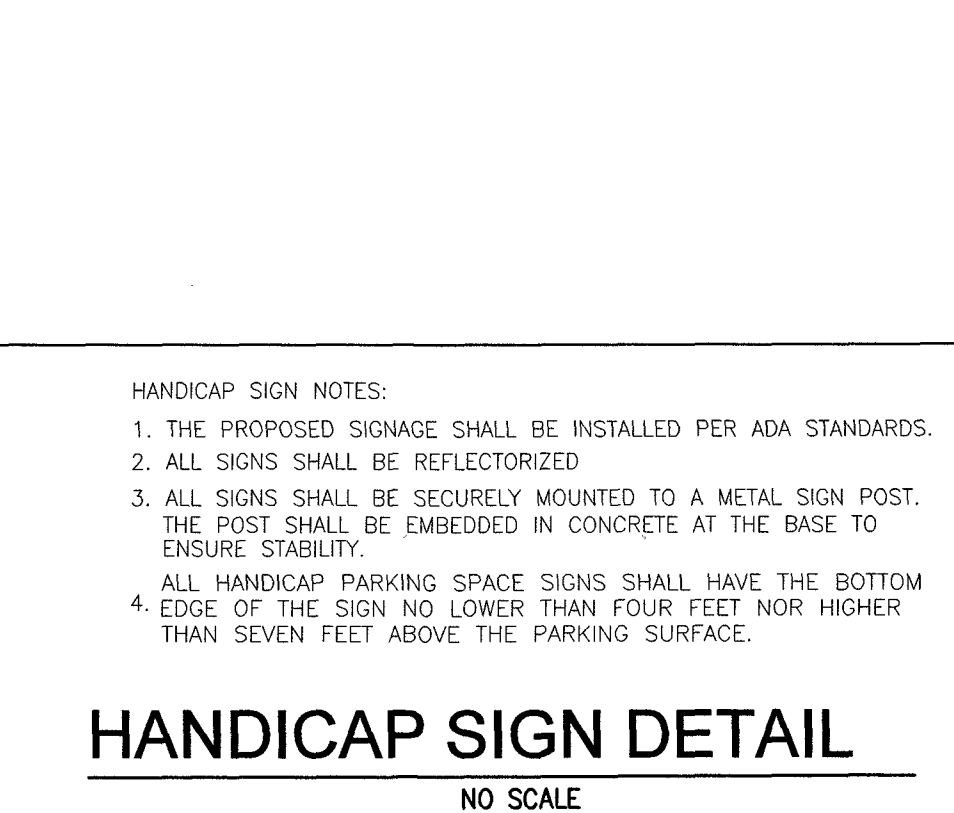 HANDICAP SIGN NOTES:
1. THE PROPOSED SIGNAGE SHALL BE INSTALLED PER ADA STANDARDS.
2. ALL SIGNS SHALL BE REFLECTORIZED
3. ALL SIGNS SHALL BE SECURELY MOUNTED TO A METAL SIGN POST.
THE POST SHALL BE EMBEDDED IN CONCRETE AT THE BASE TO
ENSURE STABILITY.
ALL HANDICAP PARKING SPACE SIGNS SHALL HAVE THE BOTTOM
4. EDGE OF THE SIGN NO LOWER THAN FOUR FEET NOR HIGHER
THAN SEVEN FEET ABOVE THE PARKING SURFACE.
HANDICAP SIGN DETAIL
NO SCALE